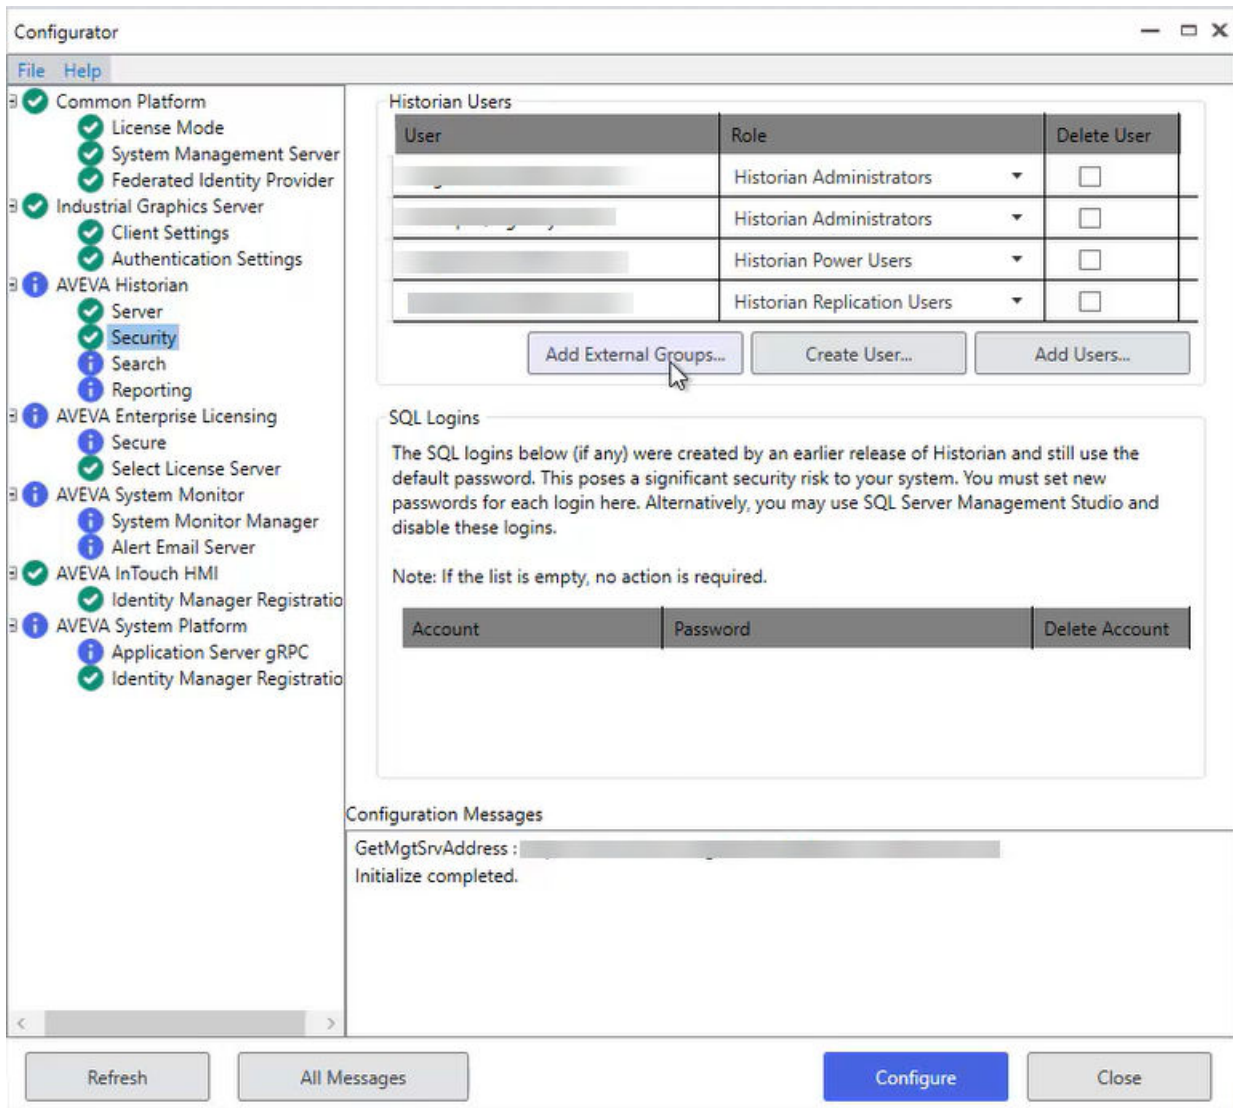 Configurator
File Help
Common Platform
License Mode
System Management Server
Federated Identity Provider
Industrial Graphics Server
Client Settings
Authentication Settings
AVEVA Historian
Server
Security
Search
Reporting
AVEVA Enterprise Licensing
Secure
Select License Server
AVEVA System Monitor
System Monitor Manager
Alert Email Server
AVEVA InTouch HMI
Identity Manager Registratio
AVEVA System Platform
Application Server gRPC
Identity Manager Registratio
Historian Users
User Role Delete User
Historian Administrators
Historian Administrators
Historian Power Users
Historian Replication Users
Add External Groups... Create User... Add Users...
SQL Logins
The SQL logins below (if any) were created by an earlier release of Historian and still use the
default password. This poses a significant security risk to your system. You must set new
passwords for each login here. Alternatively, you may use SQL Server Management Studio and
disable these logins.
Note: If the list is empty, no action is required.
Account Password Delete Account
Configuration Messages
GetMgtSrvAddress :
Initialize completed.
Refresh All Messages Configure Close